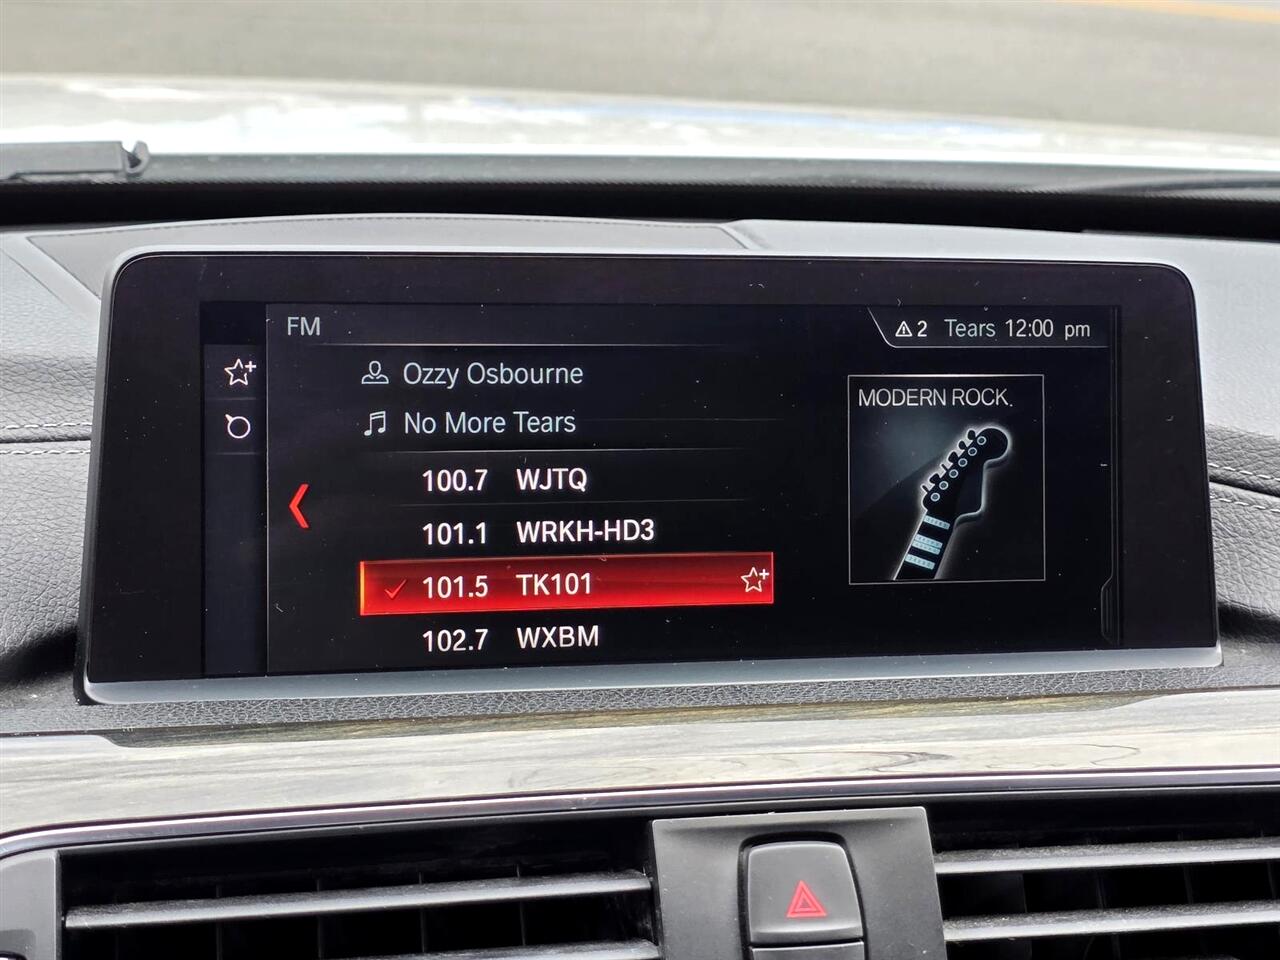 FM
2 Tears 12:00 pm
Ozzy Osbourne
No More Tears
MODERN ROCK.
100.7 WJTQ
101.1 WRKH-HD3
101.5 TK101
102.7 WXBM